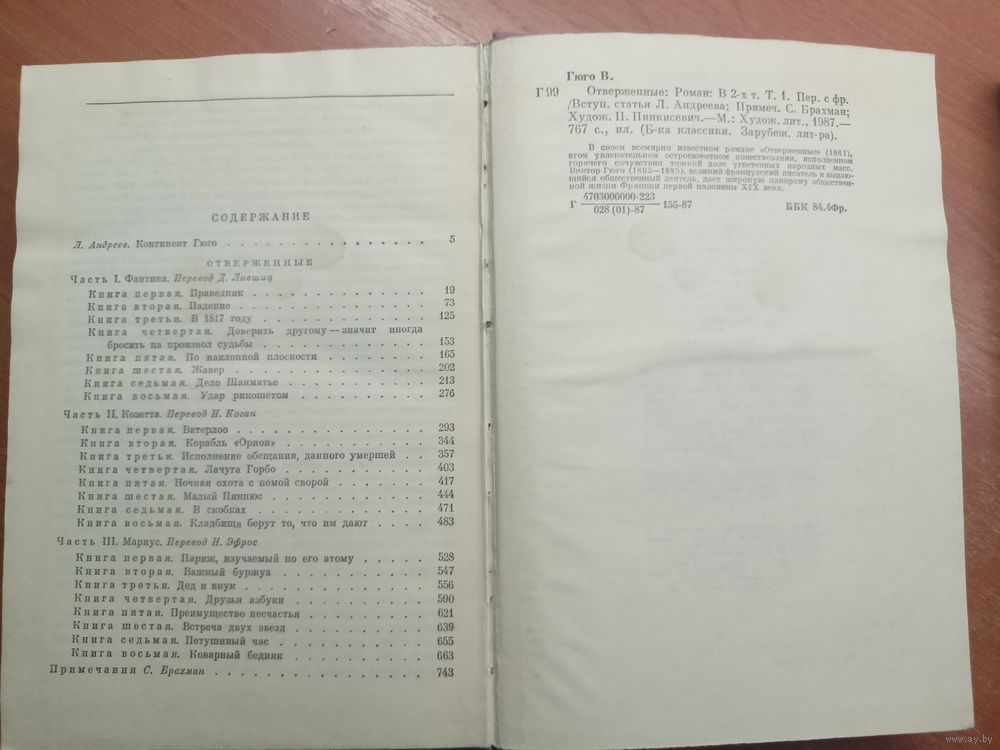 СОДЕРЖАНИЕ
Л. Андреев. Континент Гюго . . . . . . . . . . . . . . . 5
ОТВЕРЖЕННЫЕ
Часть I. Фантина. Перевод Д. Лившиц
Книга первая. Праведник . . . . . . . . . . . . . 19
Книга вторая. Падение . . . . . . . . . . . . . . 73
Книга третья. В 1817 году . . . . . . . . . . . . 125
Книга четвертая. Доверить другому — значит иногда
бросить на произвол судьбы . . . . . . . . . . . 153
Книга пятая. По наклонной плоскости . . . . . . . 165
Книга шестая. Жавер . . . . . . . . . . . . . . 202
Книга седьмая. Дело Шанматье . . . . . . . . . . 213
Книга восьмая. Удар рикошетом . . . . . . . . . . 276
Часть II. Козетта. Перевод Н. Коган
Книга первая. Ватерлоо . . . . . . . . . . . . . 293
Книга вторая. Корабль «Орион» . . . . . . . . . . 344
Книга третья. Исполнение обещания, данного умершей . . 357
Книга четвертая. Лачуга Горбо . . . . . . . . . . 403
Книга пятая. Ночная охота с немой сворой . . . . . 417
Книга шестая. Малый Пикпюс . . . . . . . . . . . 444
Книга седьмая. В скобках . . . . . . . . . . . . 471
Книга восьмая. Кладбища берут то, что им дают . . . . 483
Часть III. Мариус. Перевод Н. Эфрос
Книга первая. Париж, изучаемый по его атому . . . . . 528
Книга вторая. Важный буржуа . . . . . . . . . . . 547
Книга третья. Дед и внук . . . . . . . . . . . . 556
Книга четвертая. Друзья азбуки . . . . . . . . . . 590
Книга пятая. Преимущество несчастья . . . . . . . . 621
Книга шестая. Встреча двух звезд . . . . . . . . . 639
Книга седьмая. Петушиный час . . . . . . . . . . . 655
Книга восьмая. Коварный бедняк . . . . . . . . . . 663
Примечания С. Брахман . . . . . . . . . . . . . . . 743
Гюго В.
Г 99 Отверженные: Роман: В 2-х т. Т. 1. Пер. с фр.
/Вступ. статья Л. Андреева; Примеч. С. Брахман;
Худож. П. Пинкисевич.—М.: Худож. лит., 1987.—
767 с., ил. (Б-ка классики. Зарубеж. лит-ра).
В своем всемирно известном романе «Отверженные» (1861),
этом увлекательном остросюжетном повествовании, исполненном
горячего сочувствия тяжкой доле угнетенных народных масс,
Виктор Гюго (1802—1885), великий французский писатель и выдаю-
щийся общественный деятель, дает широкую панораму обществен-
ной жизни Франции первой половины XIX века.
4703000000-223
Г 155-87 ББК 84.4Фр.
028 (01)-87
www.ay.by